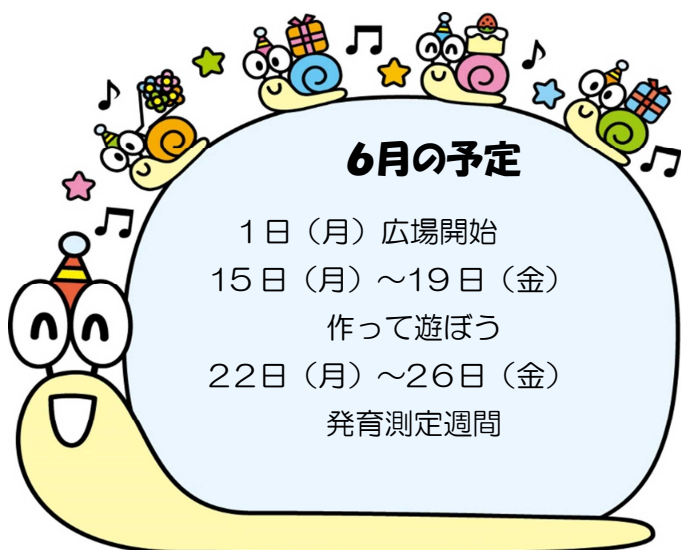 6月の予定
1日（月）広場開始
15日（月）～19日（金）
作って遊ぼう
22日（月）～26日（金）
発育測定週間